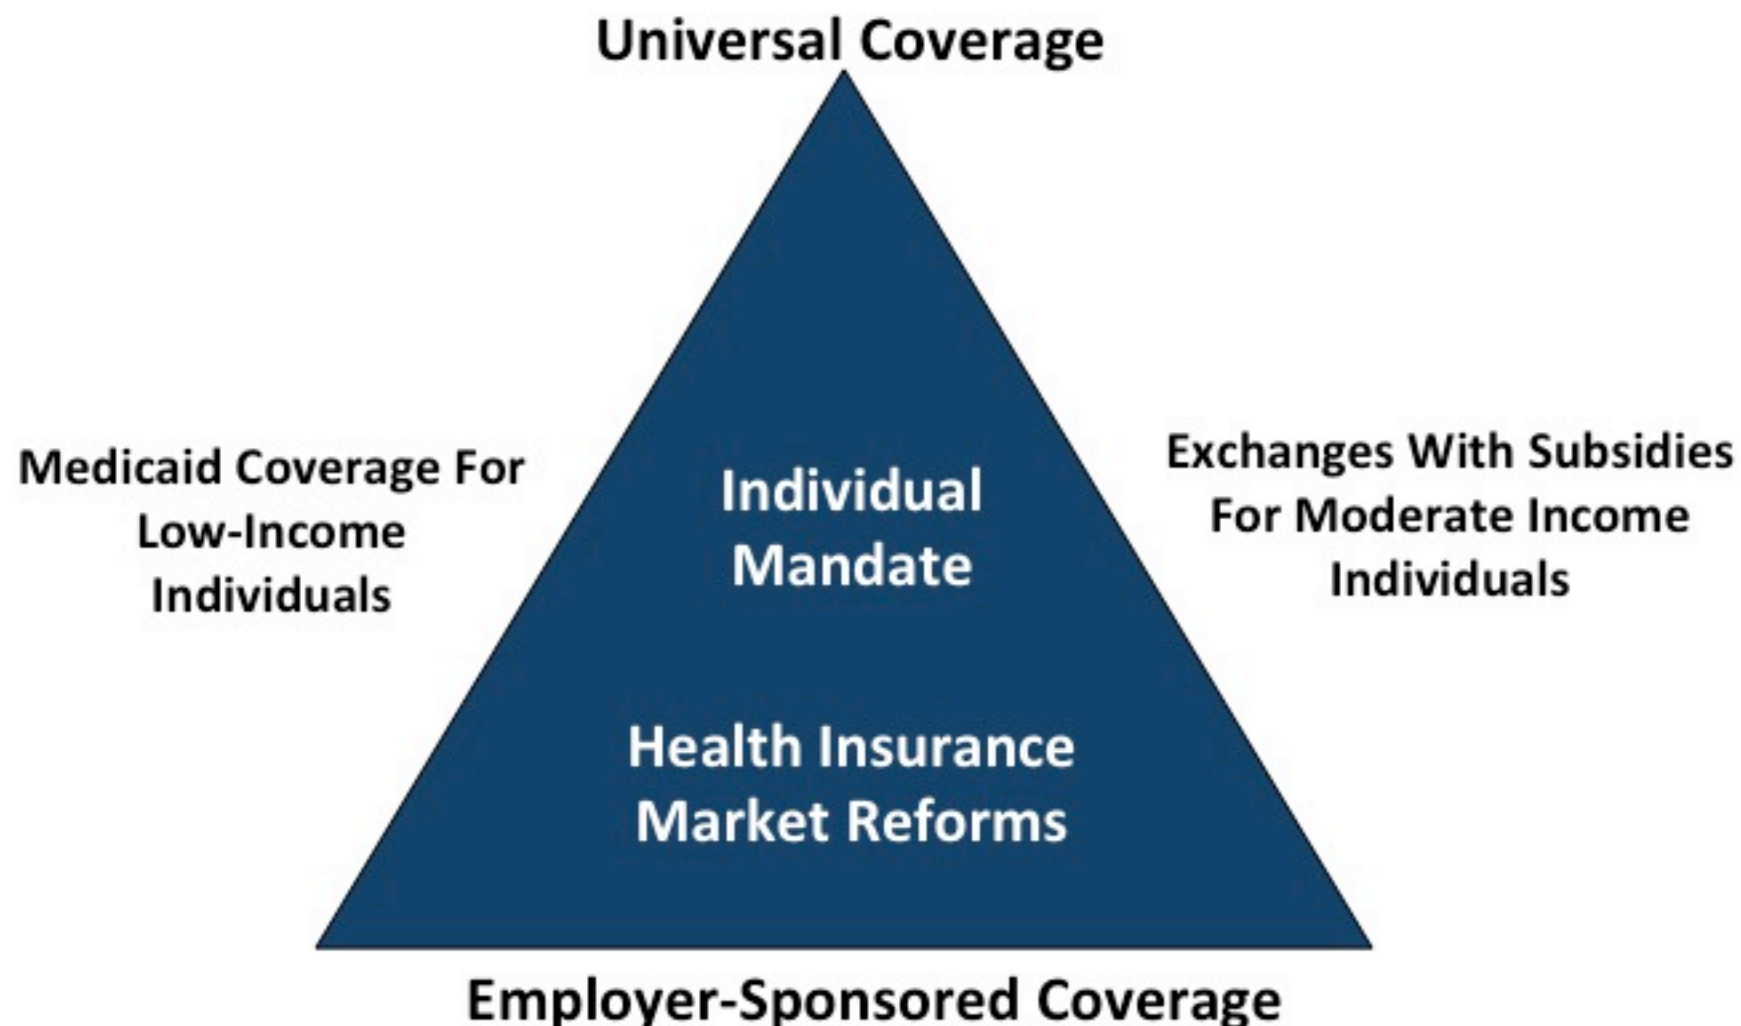 Universal Coverage
Medicaid Coverage For
Low-Income
Individuals
Individual
Mandate
Exchanges With Subsidies
For Moderate Income
Individuals
Health Insurance
Market Reforms
Employer-Sponsored Coverage